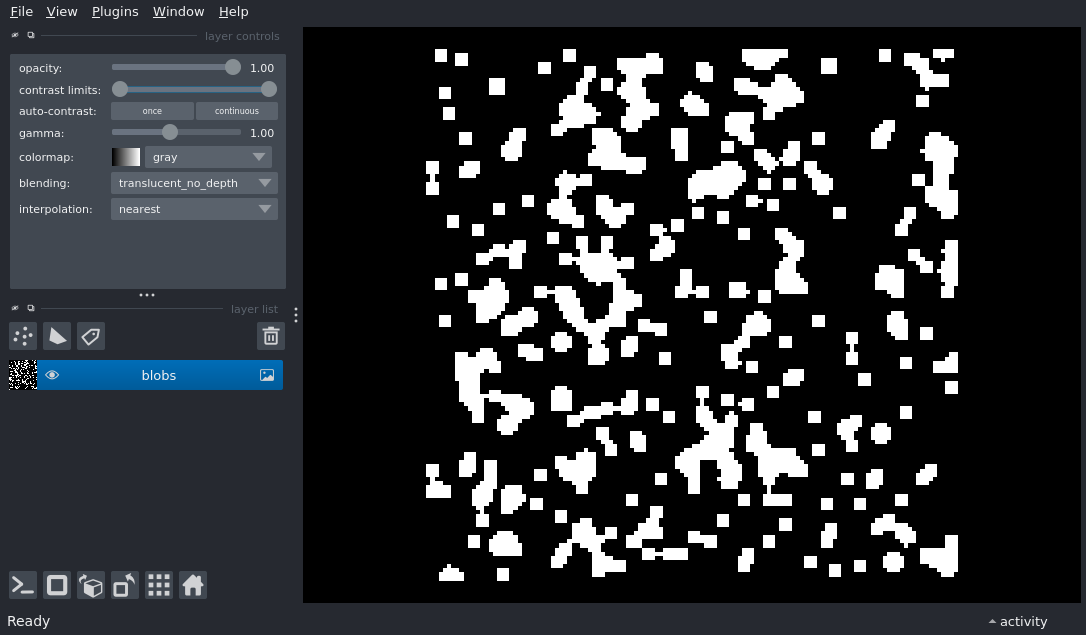 File View Plugins Window Help
layer controls
opacity: 1.00
contrast limits:
auto-contrast: once continuous
gamma: 1.00
colormap: gray
blending: translucent_no_depth
interpolation: nearest
layer list
blobs
Ready
activity